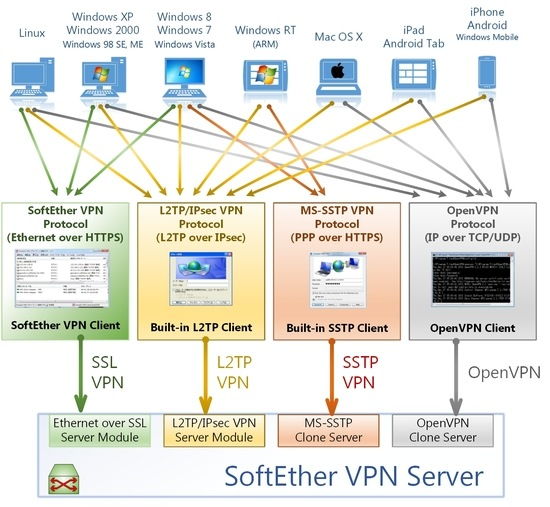 Linux
Windows XP
Windows 2000
Windows 98 SE, ME
Windows 8
Windows 7
Windows Vista
Windows RT
(ARM)
Mac OS X
iPad
Android Tab
iPhone
Android
Windows Mobile
SoftEther VPN
Protocol
(Ethernet over HTTPS)
SoftEther VPN Client
L2TP/IPsec VPN
Protocol
(L2TP over IPsec)
Built-in L2TP Client
MS-SSTP VPN
Protocol
(PPP over HTTPS)
Built-in SSTP Client
OpenVPN
Protocol
(IP over TCP/UDP)
OpenVPN Client
SSL
VPN
L2TP
VPN
SSTP
VPN
OpenVPN
Ethernet over SSL
Server Module
L2TP/IPsec VPN
Server Module
MS-SSTP
Clone Server
OpenVPN
Clone Server
SoftEther VPN Server